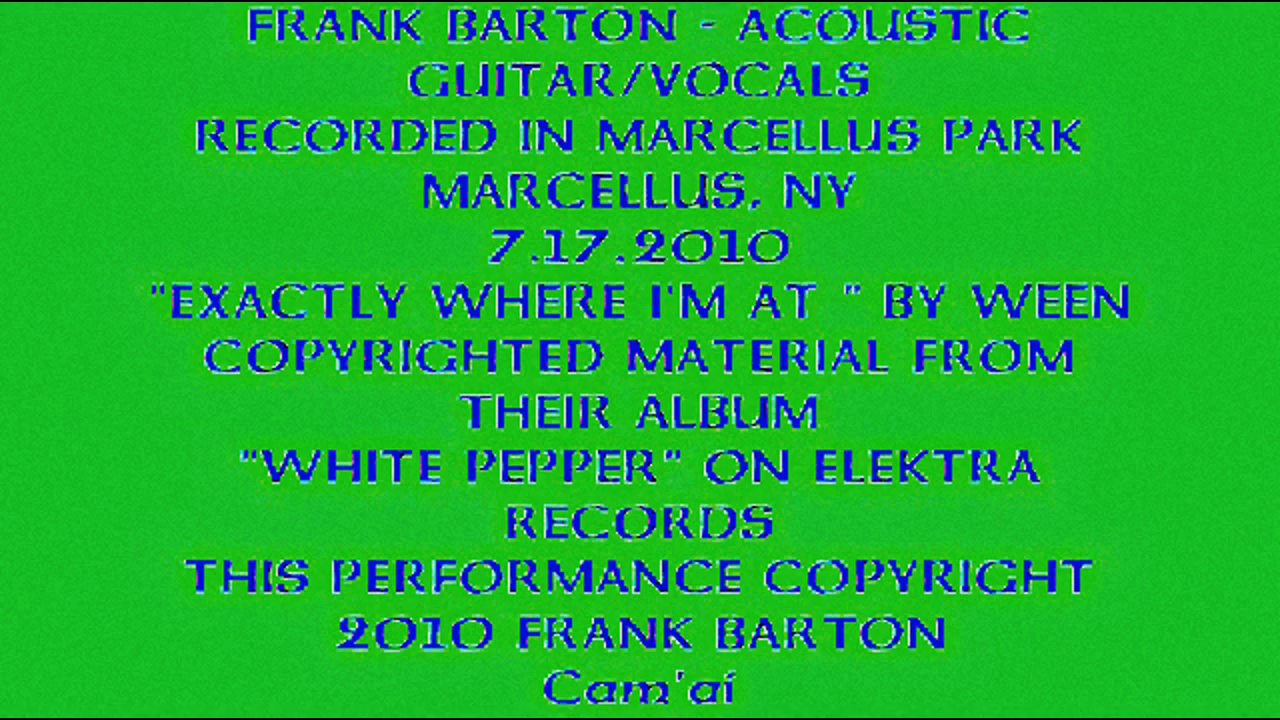 FRANK BARTON - ACOUSTIC
GUITAR/VOCALS
RECORDED IN MARCELLUS PARK
MARCELLUS, NY
7.17.2010
"EXACTLY WHERE I'M AT " BY WEEN
COPYRIGHTED MATERIAL FROM
THEIR ALBUM
"WHITE PEPPER" ON ELEKTRA
RECORDS
THIS PERFORMANCE COPYRIGHT
2010 FRANK BARTON
Cam'ai